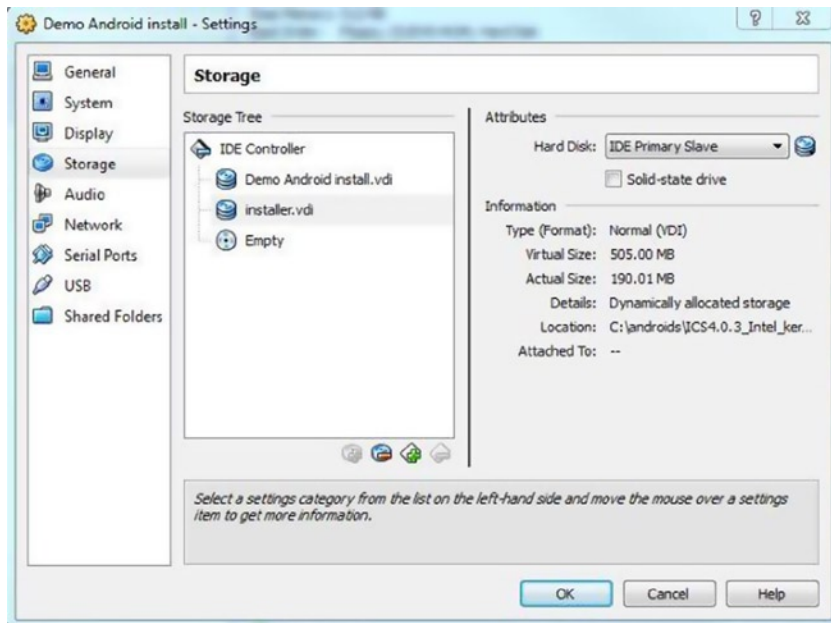 Demo Android install - Settings
General
System
Display
Storage
Audio
Network
Serial Ports
USB
Shared Folders
Storage
Storage Tree
IDE Controller
Demo Android install.vdi
installer.vdi
Empty
Attributes
Hard Disk: IDE Primary Slave
Solid-state drive
Information
Type (Format): Normal (VDI)
Virtual Size: 505.00 MB
Actual Size: 190.01 MB
Details: Dynamically allocated storage
Location: C:\androids\ICS4.0.3_Intel_ker...
Attached To: --
Select a settings category from the list on the left-hand side and move the mouse over a settings
item to get more information.
OK Cancel Help